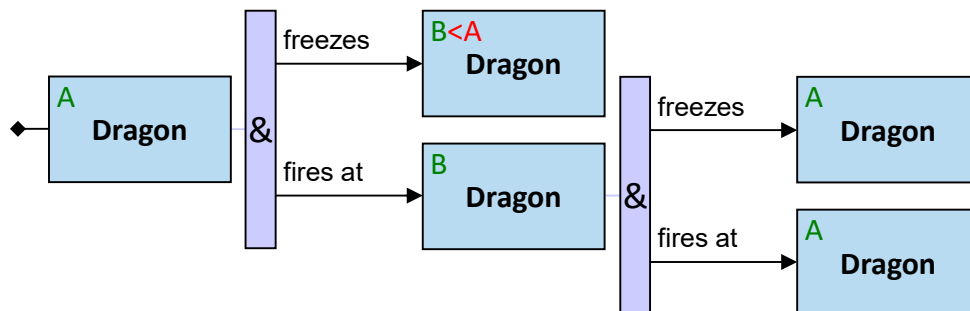 A
Dragon
&
freezes
B<A
Dragon
fires at
B
Dragon
&
freezes
A
Dragon
fires at
A
Dragon